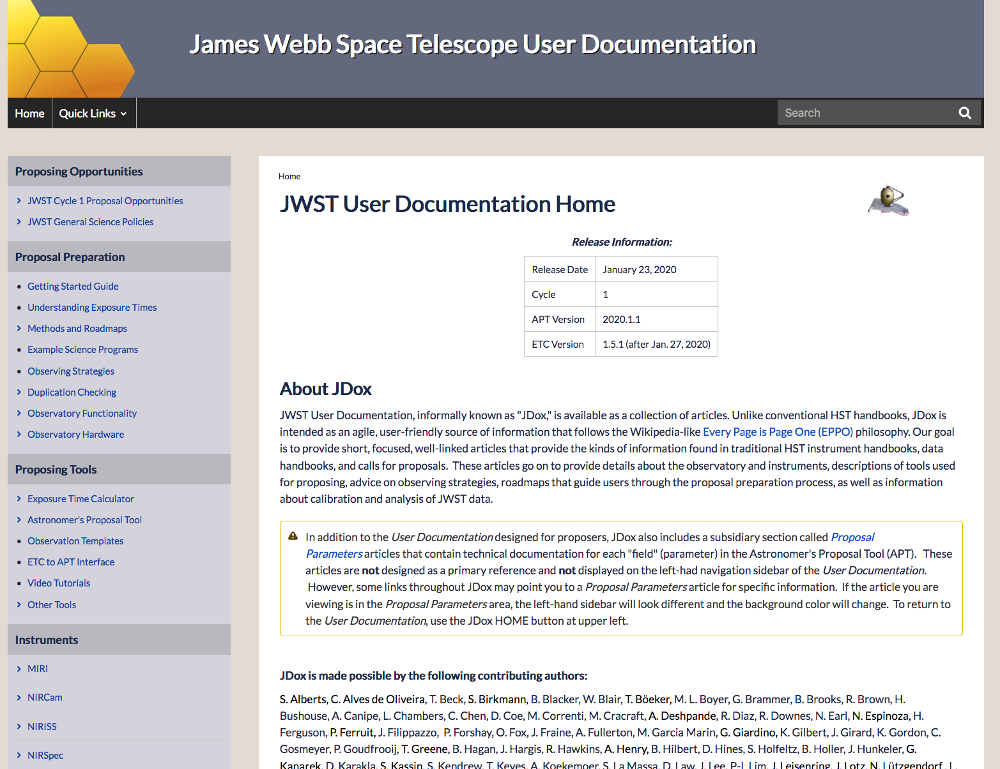 James Webb Space Telescope User Documentation
Home
Quick Links
Search
Proposing Opportunities
JWST Cycle 1 Proposal Opportunities
JWST General Science Policies
Proposal Preparation
Getting Started Guide
Understanding Exposure Times
Methods and Roadmaps
Example Science Programs
Observing Strategies
Duplication Checking
Observatory Functionality
Observatory Hardware
Proposing Tools
Exposure Time Calculator
Astronomer's Proposal Tool
Observation Templates
ETC to APT Interface
Video Tutorials
Other Tools
Instruments
MIRI
NIRCam
NIRISS
NIRSpec
Home
JWST User Documentation Home
Release Information:
Release Date January 23, 2020
Cycle 1
APT Version 2020.1.1
ETC Version 1.5.1 (after Jan. 27, 2020)
About JDox
JWST User Documentation, informally known as "JDox," is available as a collection of articles. Unlike conventional HST handbooks, JDox is
intended as an agile, user-friendly source of information that follows the Wikipedia-like Every Page is Page One (EPPO) philosophy. Our goal
is to provide short, focused, well-linked articles that provide the kinds of information found in traditional HST instrument handbooks, data
handbooks, and calls for proposals.  These articles go on to provide details about the observatory and instruments, descriptions of tools used
for proposing, advice on observing strategies, roadmaps that guide users through the proposal preparation process, as well as information
about calibration and analysis of JWST data.
In addition to the User Documentation designed for proposers, JDox also includes a subsidiary section called Proposal
Parameters articles that contain technical documentation for each "field" (parameter) in the Astronomer's Proposal Tool (APT).  These
articles are not designed as a primary reference and not displayed on the left-had navigation sidebar of the User Documentation.
However, some links throughout JDox may point you to a Proposal Parameters article for specific information.  If the article you are
viewing is in the Proposal Parameters area, the left-hand sidebar will look different and the background color will change.  To return to
the User Documentation, use the JDox HOME button at upper left.
JDox is made possible by the following contributing authors:
S. Alberts, C. Alves de Oliveira, T. Beck, S. Birkmann, B. Blacker, W. Blair, T. Böeker, M. L. Boyer, G. Brammer, B. Brooks, R. Brown, H.
Bushouse, A. Canipe, L. Chambers, C. Chen, D. Coe, M. Correnti, M. Cracraft, A. Deshpande, R. Diaz, R. Downes, N. Earl, N. Espinoza, H.
Ferguson, P. Ferruit, J. Filippazzo,  P. Forshay, O. Fox, J. Fraine, A. Fullerton, M. Garcia Marin, G. Giardino, K. Gilbert, J. Girard, K. Gordon, C.
Gosmeyer, P. Goudfrooij, T. Greene, B. Hagan, J. Hargis, R. Hawkins, A. Henry, B. Hilbert, D. Hines, S. Holfeltz, B. Holler, J. Hunkeler, G.
Kanarek, D. Karakla, S. Kassin, S. Kendrew, T. Keyes, A. Koekemoer, S. La Massa, D. Law, J. Lee, P-L Lim, J. Leisenring, J. Lotz, N. Lützgendorf, L.